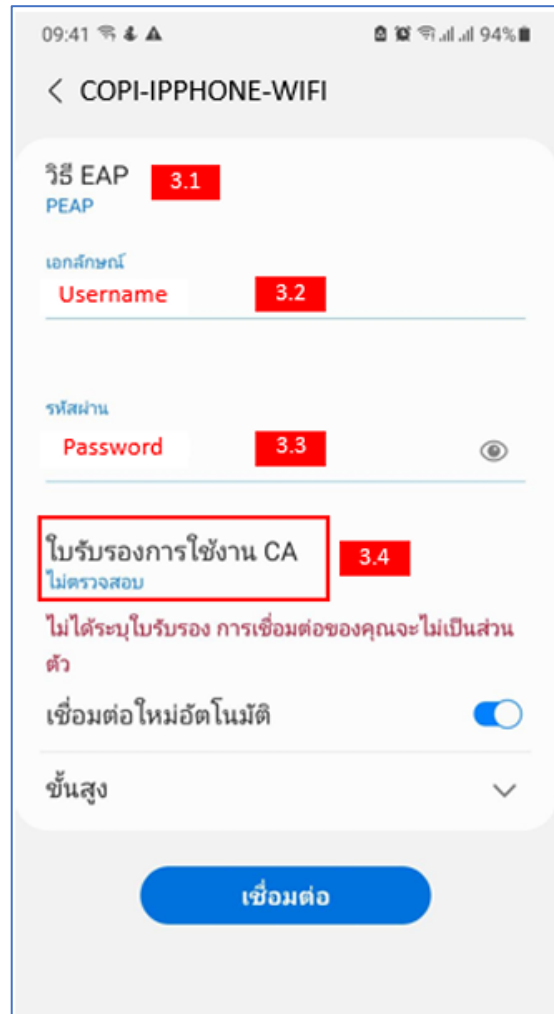 09:41 94%
COPI-IPPHONE-WIFI
วิธี EAP 3.1
PEAP
เอกลักษณ์
Username 3.2
รหัสผ่าน
Password 3.3
ใบรับรองการใช้งาน CA 3.4
ไม่ตรวจสอบ
ไม่ได้ระบุใบรับรอง การเชื่อมต่อของคุณจะไม่เป็นส่วน
ตัว
เชื่อมต่อใหม่อัตโนมัติ
ขั้นสูง
เชื่อมต่อ